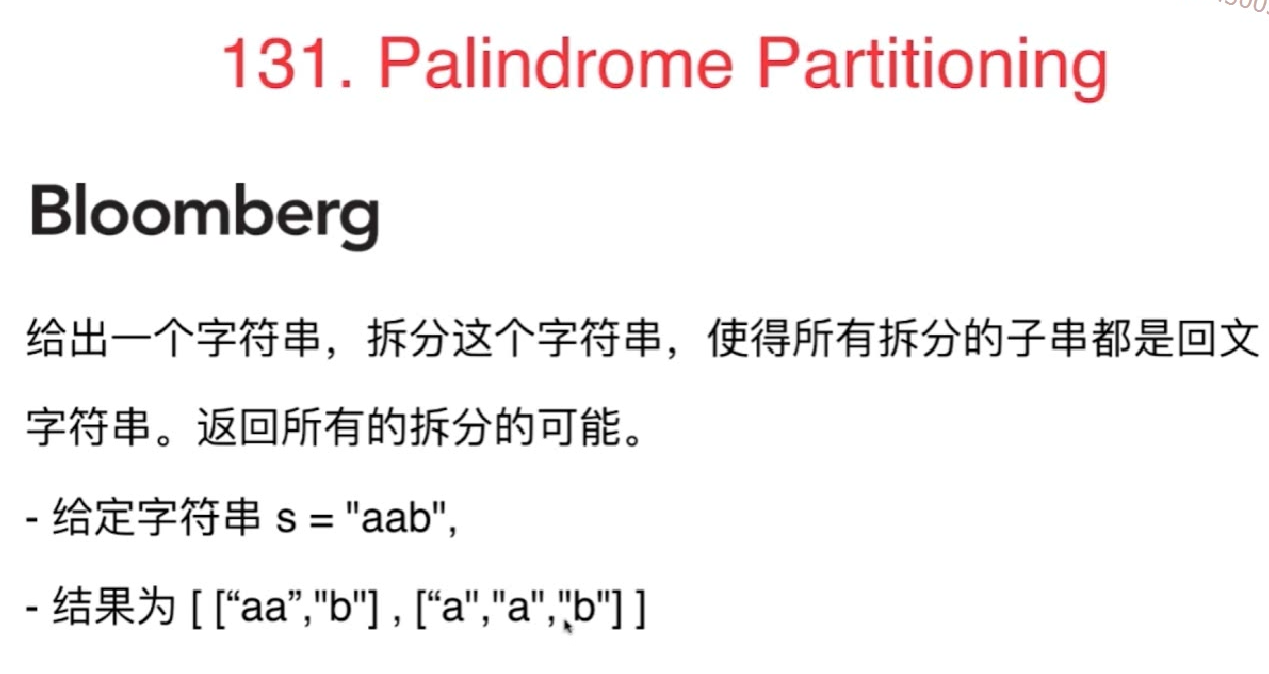 131. Palindrome Partitioning
Bloomberg
给出一个字符串，拆分这个字符串，使得所有拆分的子串都是回文
字符串。返回所有的拆分的可能。
- 给定字符串 s = "aab",
- 结果为 [ [“aa”,"b"] , [“a","a","b"] ]